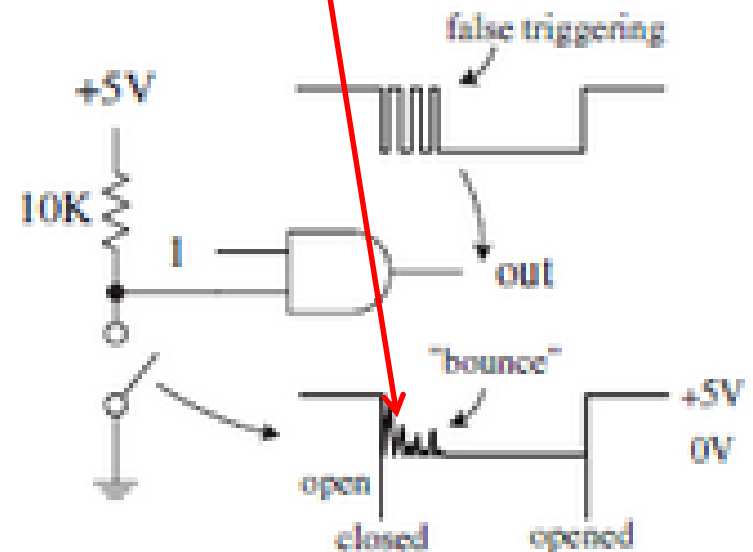 false triggering
+5V
10K
1
out
"bounce"
+5V
0V
open
closed
opened